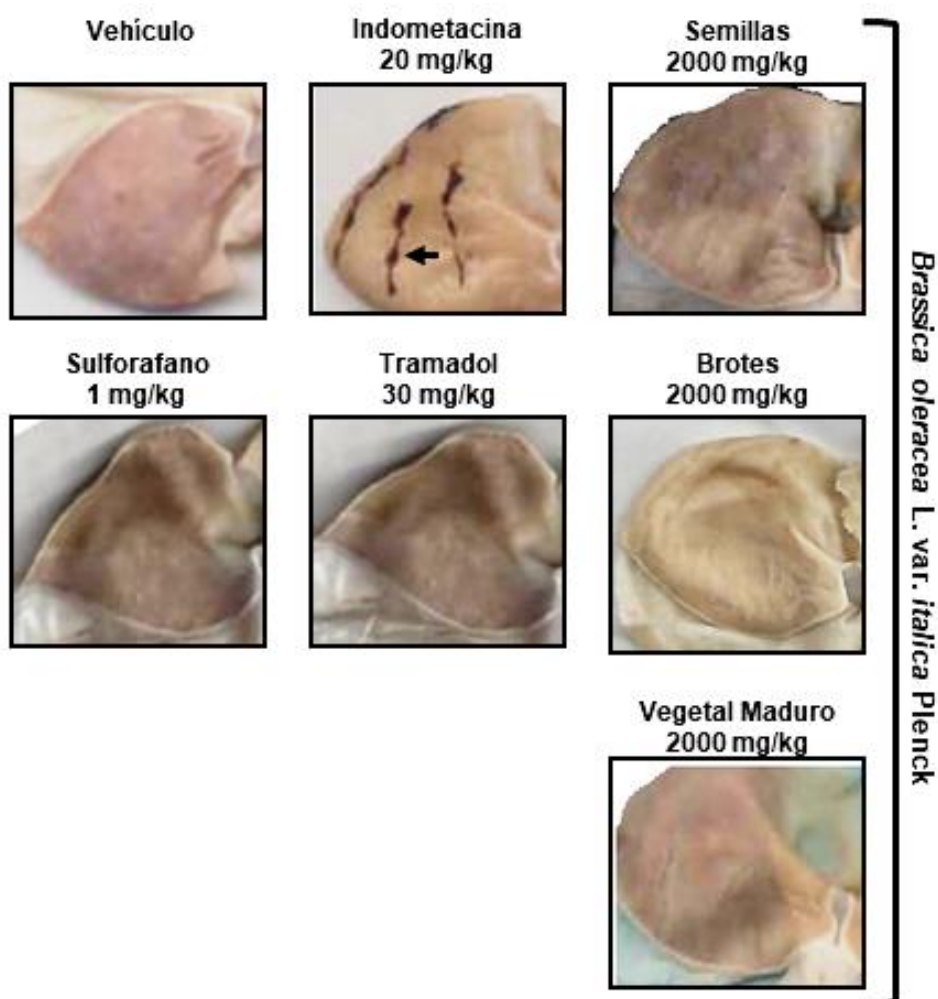 Vehículo
Indometacina
20 mg/kg
Semillas
2000 mg/kg
Sulforafano
1 mg/kg
Tramadol
30 mg/kg
Brotes
2000 mg/kg
Vegetal Maduro
2000 mg/kg
Brassica oleracea L. var. italica Plenck